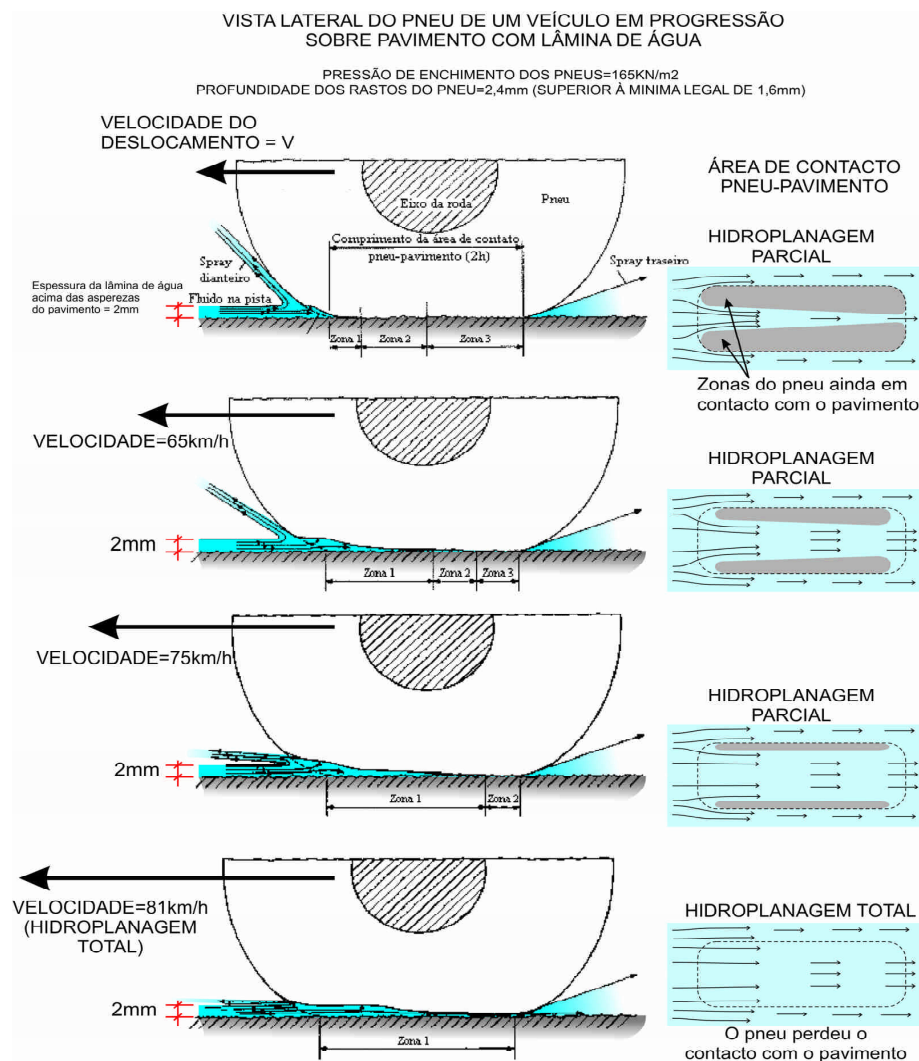 VISTA LATERAL DO PNEU DE UM VEÍCULO EM PROGRESSÃO
SOBRE PAVIMENTO COM LÂMINA DE ÁGUA
PRESSÃO DE ENCHIMENTO DOS PNEUS=165KN/m2
PROFUNDIDADE DOS RASTOS DO PNEU=2,4mm (SUPERIOR À MINIMA LEGAL DE 1,6mm)
VELOCIDADE DO
DESLOCAMENTO = V
ÁREA DE CONTACTO
PNEU-PAVIMENTO
Eixo da roda
Pneu
Comprimento da área de contato
pneu-pavimento (2h)
Spray
dianteiro
Spray traseiro
Fluido na pista
Espessura da lâmina de água
acima das asperezas
do pavimento = 2mm
Zona 1
Zona 2
Zona 3
HIDROPLANAGEM
PARCIAL
Zonas do pneu ainda em
contacto com o pavimento
VELOCIDADE=65km/h
2mm
Zona 1
Zona 2
Zona 3
HIDROPLANAGEM
PARCIAL
VELOCIDADE=75km/h
2mm
Zona 1
Zona 2
HIDROPLANAGEM
PARCIAL
VELOCIDADE=81km/h
(HIDROPLANAGEM
TOTAL)
2mm
Zona 1
HIDROPLANAGEM TOTAL
O pneu perdeu o
contacto com o pavimento